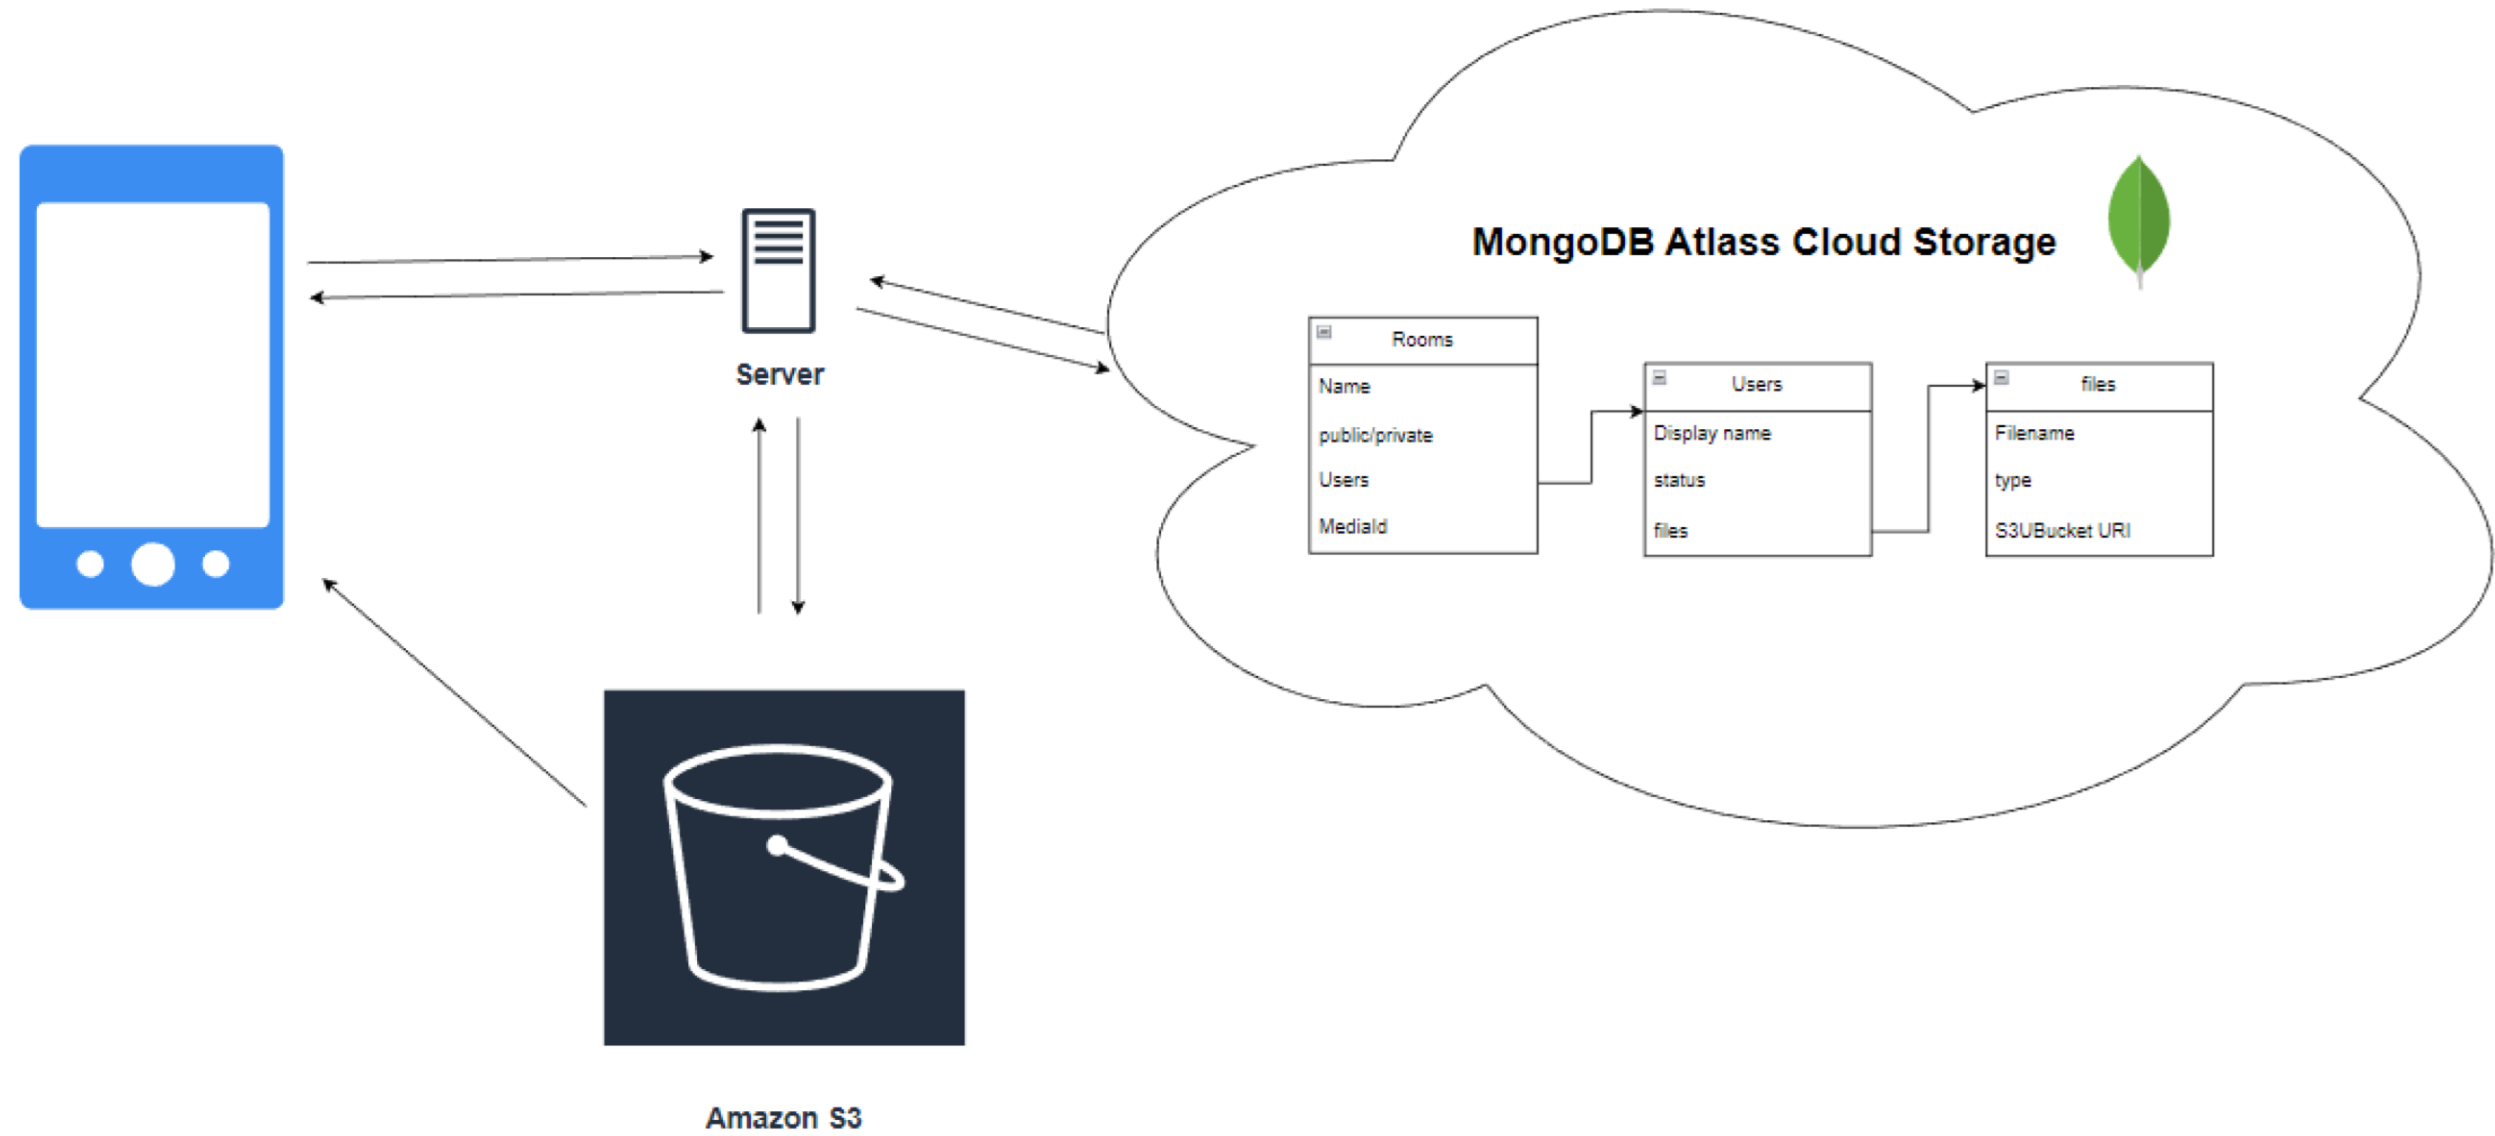 MongoDB Atlass Cloud Storage
Server
Rooms
Name
public/private
Users
MediaId
Users
Display name
status
files
files
Filename
type
S3UBucket URI
Amazon S3